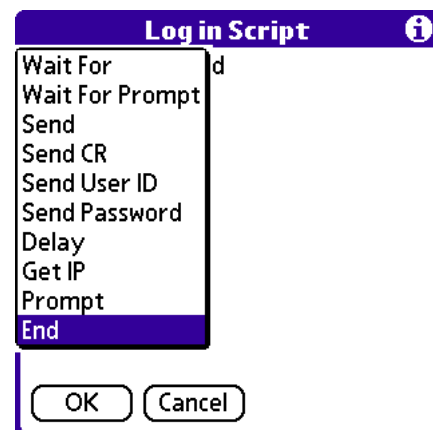 Log in Script
Wait For
d
Wait For Prompt
Send
Send CR
Send User ID
Send Password
Delay
Get IP
Prompt
End
OK
Cancel